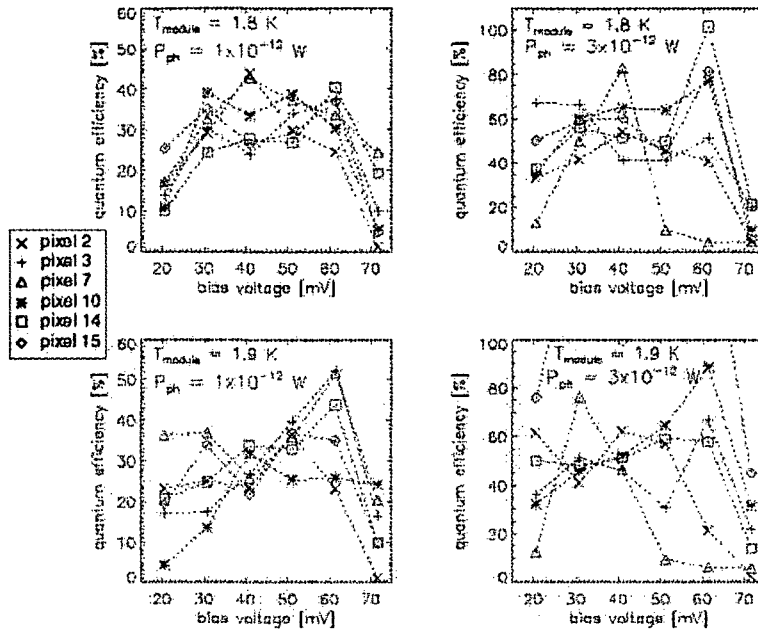 T_module = 1.8 K
P_ph = 1x10^-12 W
quantum efficiency [%]
60
50
40
30
20
10
0
20 30 40 50 60 70
bias voltage [mV]
T_module = 1.8 K
P_ph = 3x10^-12 W
quantum efficiency [%]
100
80
60
40
20
0
20 30 40 50 60 70
bias voltage [mV]
pixel 2
pixel 3
pixel 7
pixel 10
pixel 14
pixel 15
T_module = 1.9 K
P_ph = 1x10^-12 W
quantum efficiency [%]
60
50
40
30
20
10
0
20 30 40 50 60 70
bias voltage [mV]
T_module = 1.9 K
P_ph = 3x10^-12 W
quantum efficiency [%]
100
80
60
40
20
0
20 30 40 50 60 70
bias voltage [mV]